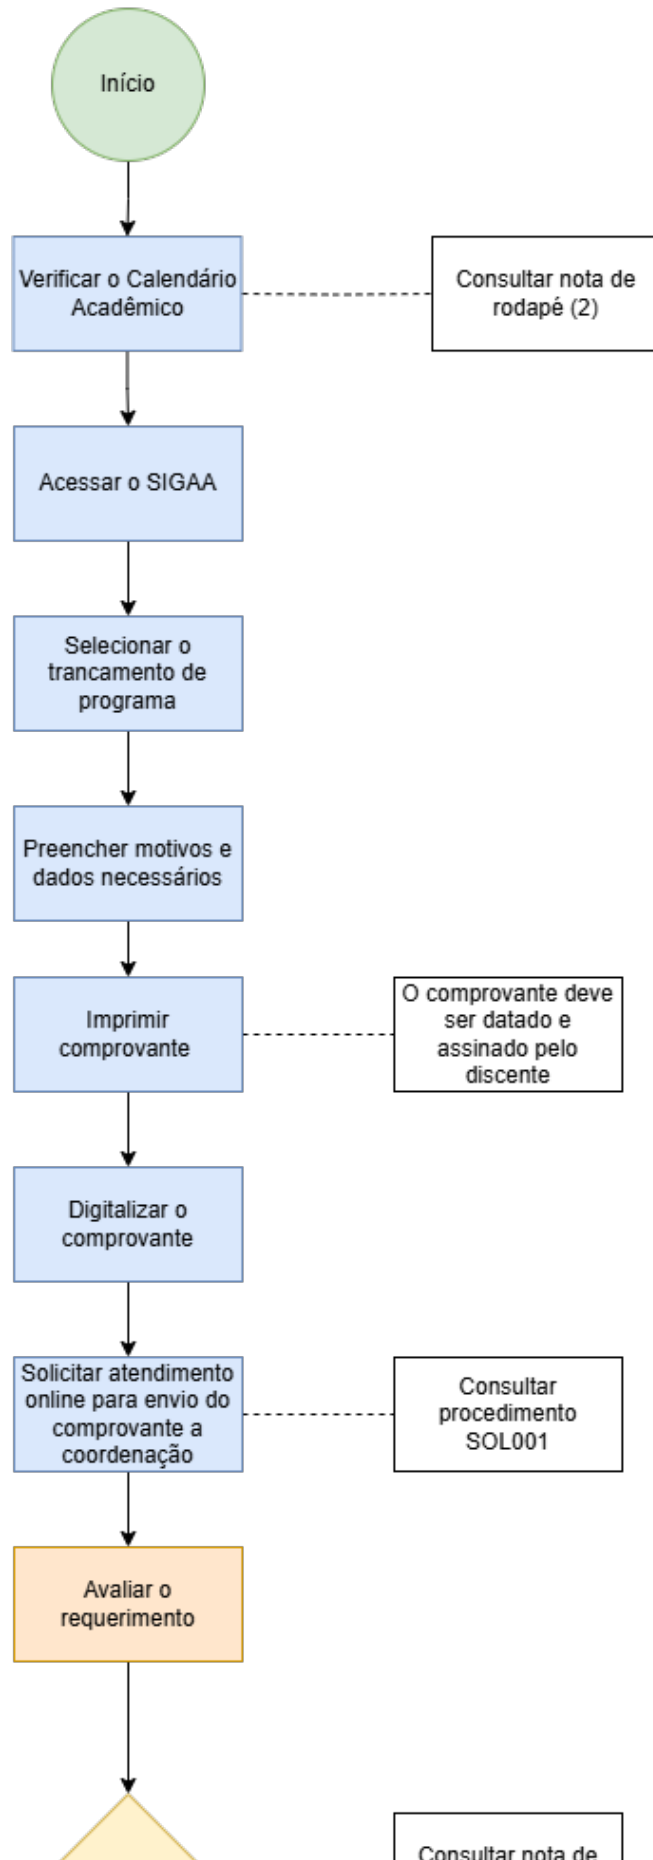 Início
Verificar o Calendário
Acadêmico
Consultar nota de
rodapé (2)
Acessar o SIGAA
Selecionar o
trancamento de
programa
Preencher motivos e
dados necessários
Imprimir
comprovante
O comprovante deve
ser datado e
assinado pelo
discente
Digitalizar o
comprovante
Solicitar atendimento
online para envio do
comprovante a
coordenação
Consultar
procedimento
SOL001
Avaliar o
requerimento
Consultar nota de